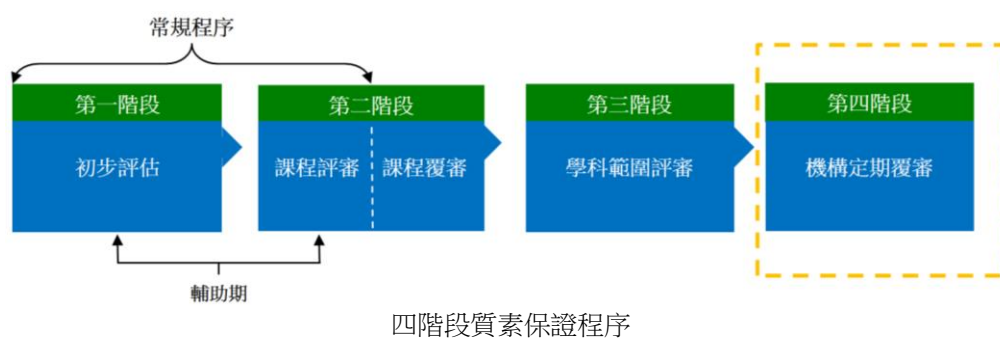 常規程序
第一階段
初步評估
第二階段
課程評審
課程覆審
第三階段
學科範圍評審
第四階段
機構定期覆審
輔助期
四階段質素保證程序